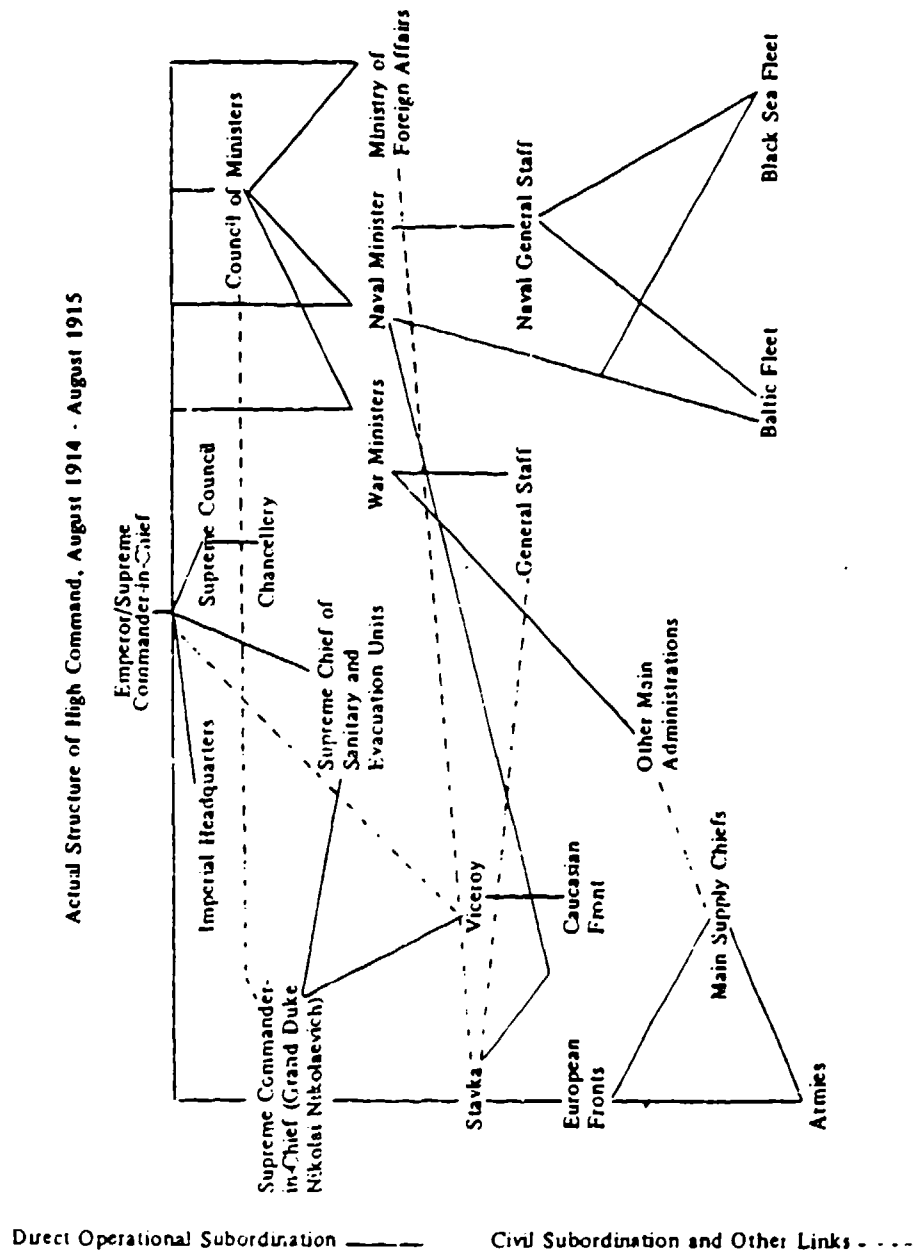 Actual Structure of High Command, August 1914 - August 1915
Emperor/Supreme
Commander-in-Chief
Imperial Headquarters
Supreme Council
Chancellery
Council of Ministers
Supreme Commander-
in-Chief (Grand Duke
Nikolai Nikolaevich)
Supreme Chief of
Sanitary and
Evacuation Units
War Ministers
Naval Minister
Ministry of
Foreign Affairs
Stavka
Viceroy
General Staff
Naval General Staff
European
Fronts
Caucasian
Front
Other Main
Administrations
Main Supply Chiefs
Armies
Baltic Fleet
Black Sea Fleet
Direct Operational Subordination
Civil Subordination and Other Links